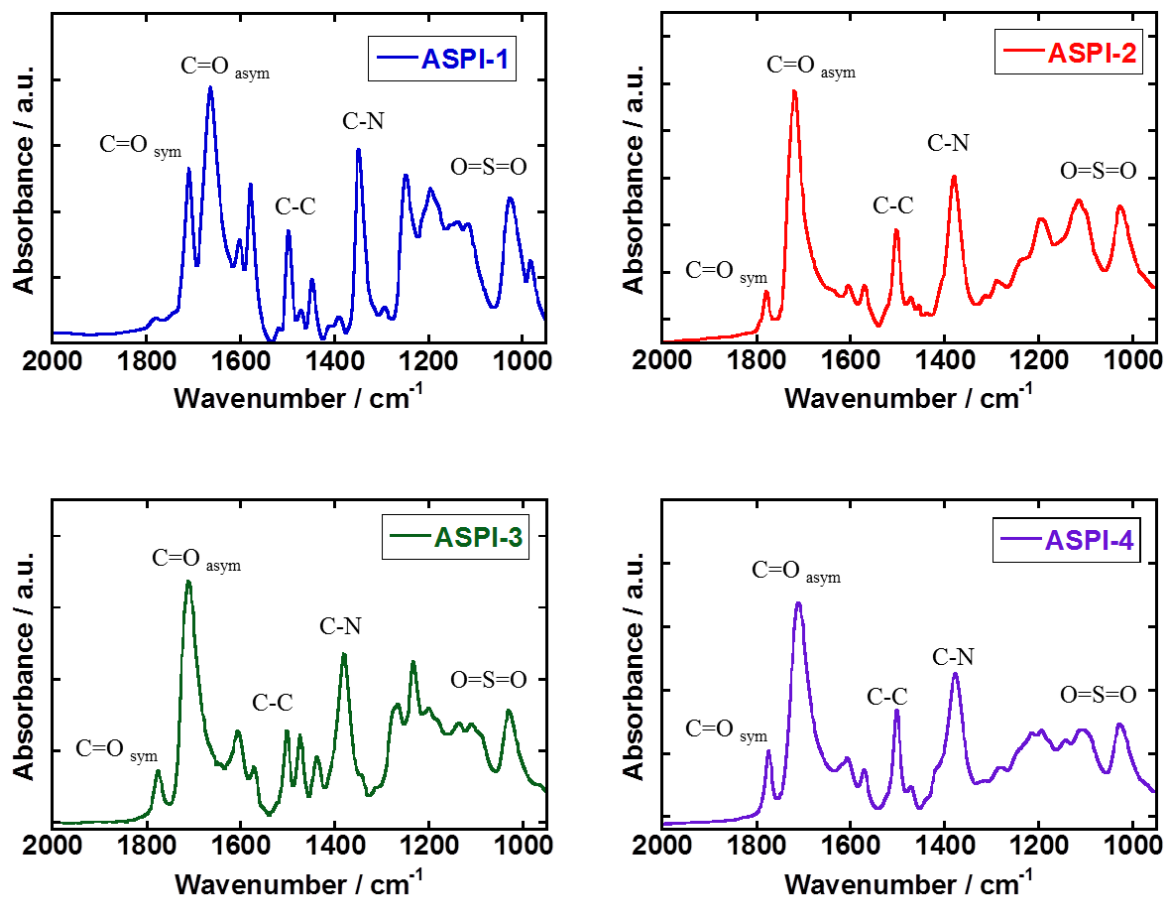 ASPI-1
C=O asym
C=O sym
C-N
O=S=O
C-C
Absorbance / a.u.
2000 1800 1600 1400 1200 1000
Wavenumber / cm-1
ASPI-2
C=O asym
C-N
O=S=O
C-C
C=O sym
Absorbance / a.u.
2000 1800 1600 1400 1200 1000
Wavenumber / cm-1
ASPI-3
C=O asym
C-N
O=S=O
C-C
C=O sym
Absorbance / a.u.
2000 1800 1600 1400 1200 1000
Wavenumber / cm-1
ASPI-4
C=O asym
C-N
C-C
O=S=O
C=O sym
Absorbance / a.u.
2000 1800 1600 1400 1200 1000
Wavenumber / cm-1